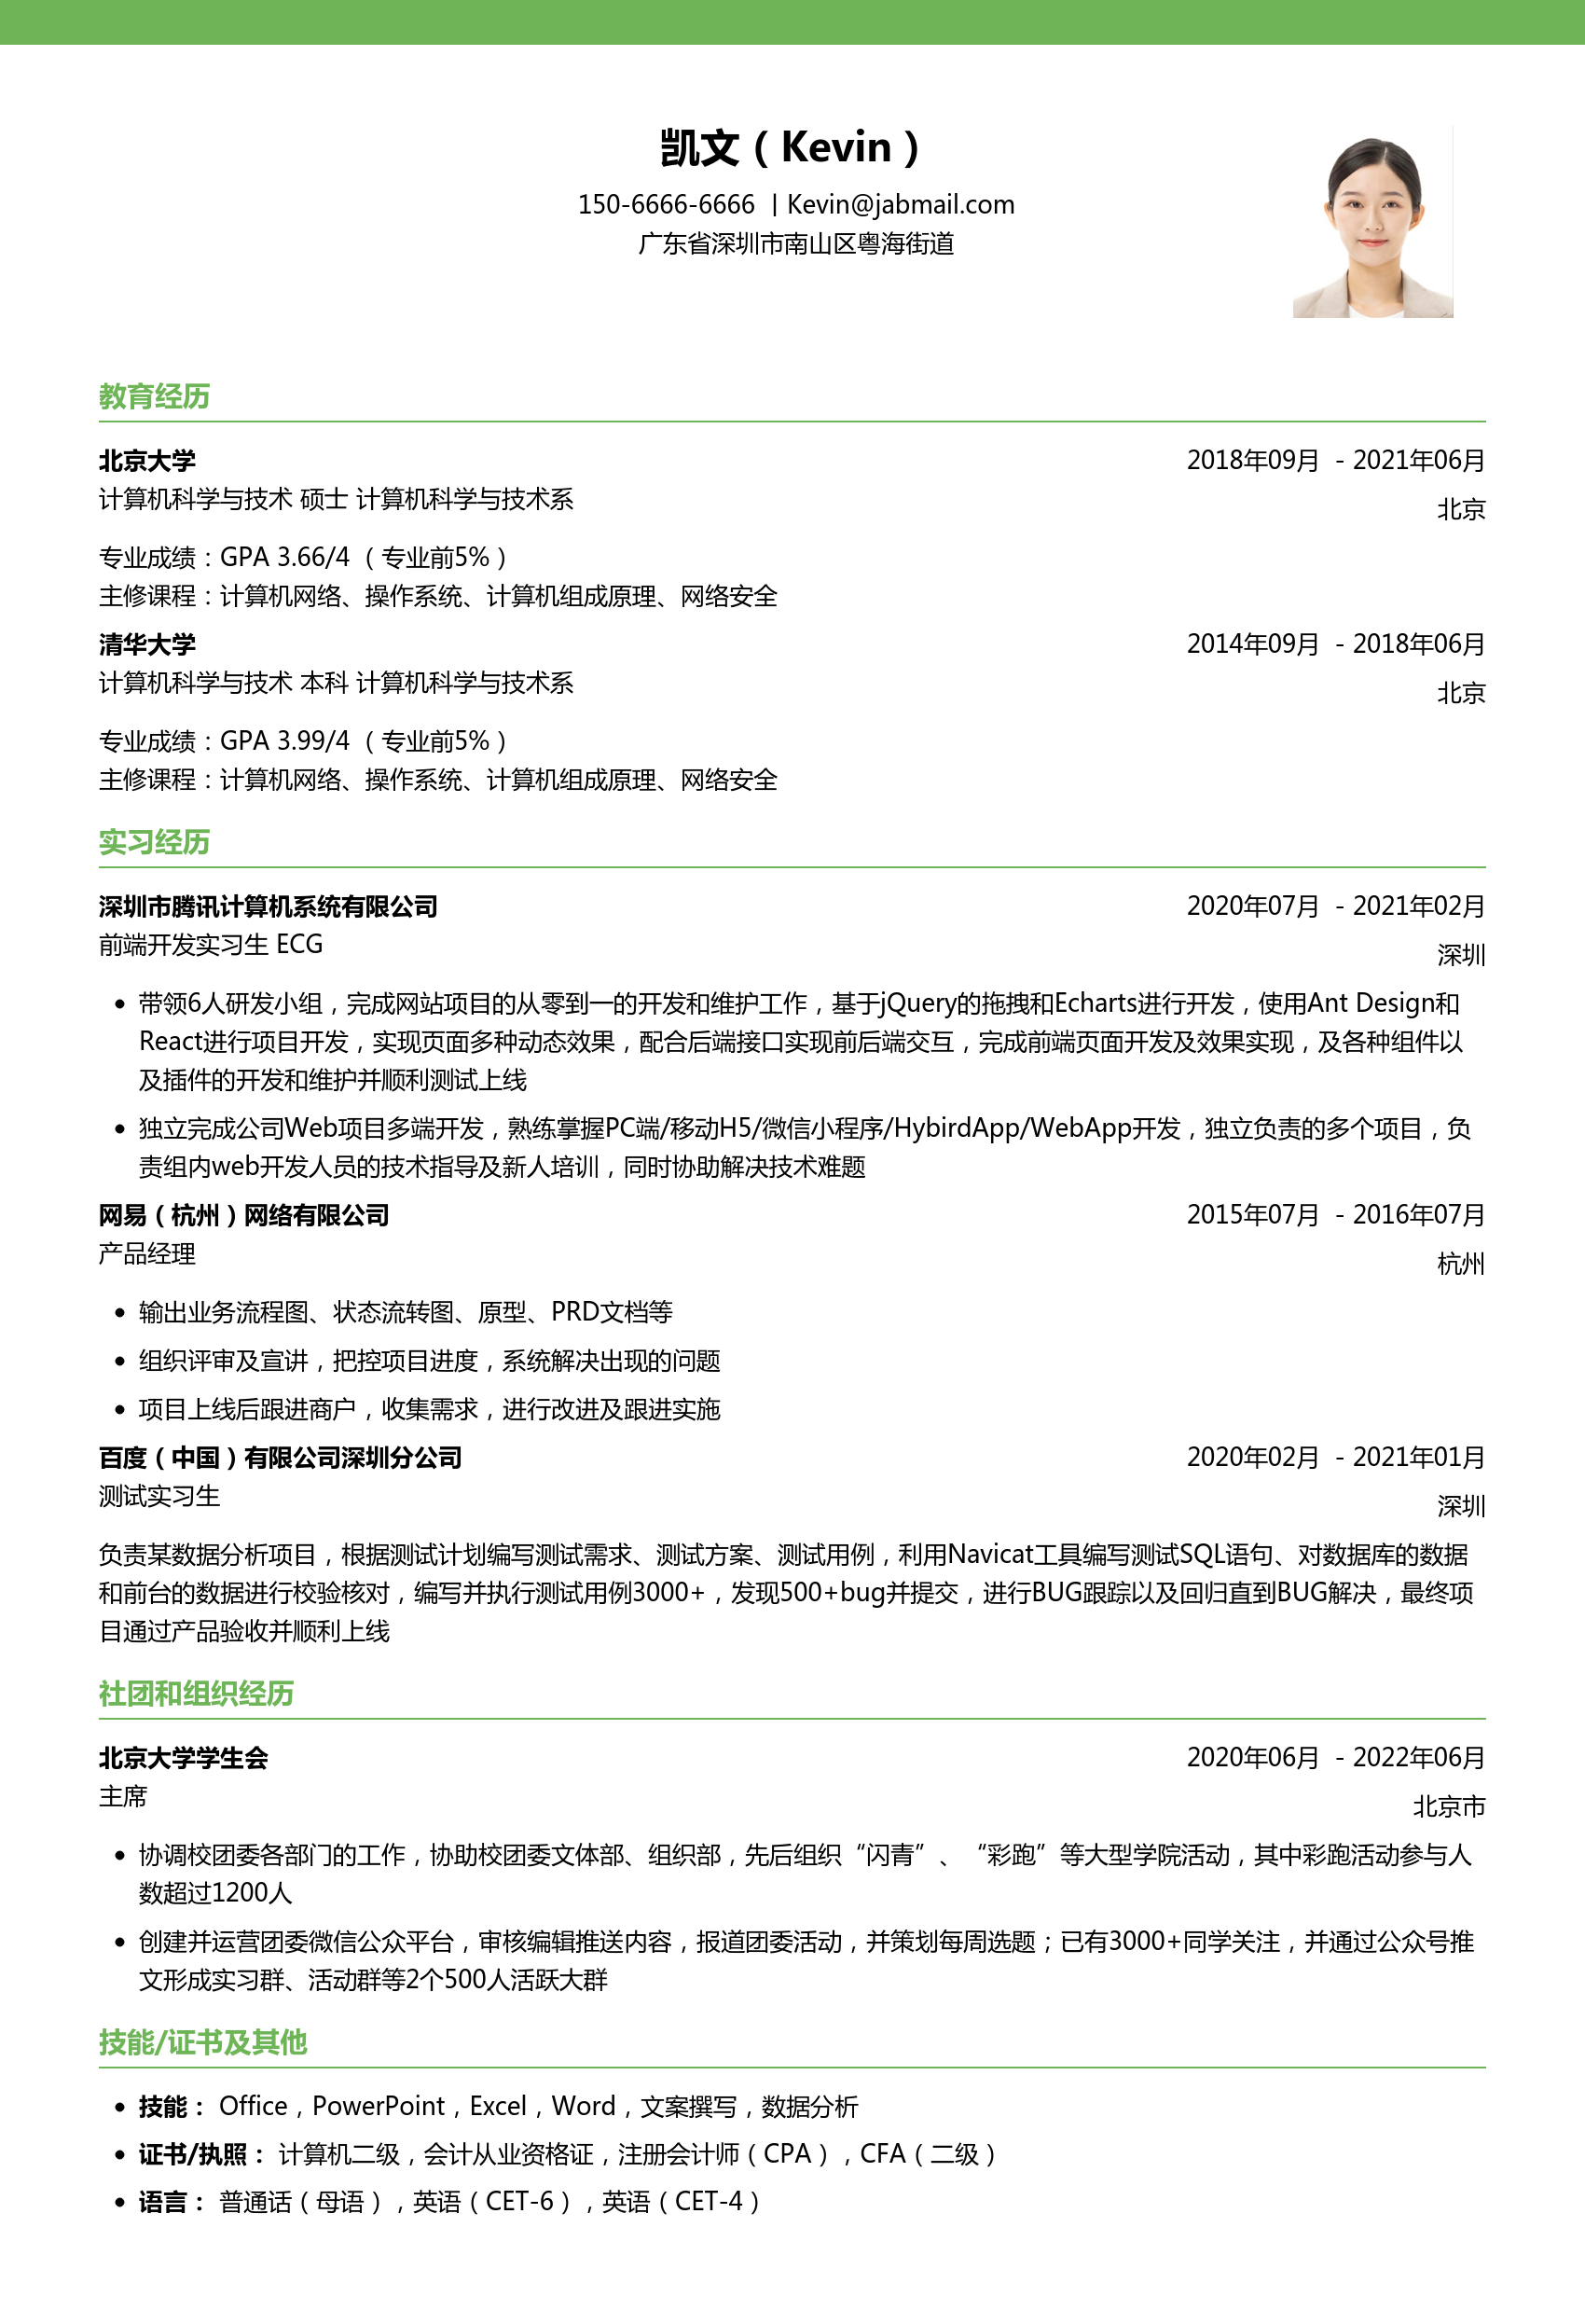 凯文（Kevin）
150-6666-6666 | Kevin@jabmail.com
广东省深圳市南山区粤海街道
教育经历
北京大学 2018年09月 - 2021年06月
计算机科学与技术 硕士 计算机科学与技术系 北京
专业成绩：GPA 3.66/4 （专业前5%）
主修课程：计算机网络、操作系统、计算机组成原理、网络安全
清华大学 2014年09月 - 2018年06月
计算机科学与技术 本科 计算机科学与技术系 北京
专业成绩：GPA 3.99/4 （专业前5%）
主修课程：计算机网络、操作系统、计算机组成原理、网络安全
实习经历
深圳市腾讯计算机系统有限公司 2020年07月 - 2021年02月
前端开发实习生 ECG 深圳
• 带领6人研发小组，完成网站项目的从零到一的开发和维护工作，基于jQuery的拖拽和Echarts进行开发，使用Ant Design和
React进行项目开发，实现页面多种动态效果，配合后端接口实现前后端交互，完成前端页面开发及效果实现，及各种组件以
及插件的开发和维护并顺利测试上线
• 独立完成公司Web项目多端开发，熟练掌握PC端/移动H5/微信小程序/HybirdApp/WebApp开发，独立负责的多个项目，负
责组内web开发人员的技术指导及新人培训，同时协助解决技术难题
网易（杭州）网络有限公司 2015年07月 - 2016年07月
产品经理 杭州
• 输出业务流程图、状态流转图、原型、PRD文档等
• 组织评审及宣讲，把控项目进度，系统解决出现的问题
• 项目上线后跟进商户，收集需求，进行改进及跟进实施
百度（中国）有限公司深圳分公司 2020年02月 - 2021年01月
测试实习生 深圳
负责某数据分析项目，根据测试计划编写测试需求、测试方案、测试用例，利用Navicat工具编写测试SQL语句、对数据库的数据
和前台的数据进行校验核对，编写并执行测试用例3000+，发现500+bug并提交，进行BUG跟踪以及回归直到BUG解决，最终项
目通过产品验收并顺利上线
社团和组织经历
北京大学学生会 2020年06月 - 2022年06月
主席 北京市
• 协调校团委各部门的工作，协助校团委文体部、组织部，先后组织“闪青”、“彩跑”等大型学院活动，其中彩跑活动参与人
数超过1200人
• 创建并运营团委微信公众平台，审核编辑推送内容，报道团委活动，并策划每周选题；已有3000+同学关注，并通过公众号推
文形成实习群、活动群等2个500人活跃大群
技能/证书及其他
• 技能： Office，PowerPoint，Excel，Word，文案撰写，数据分析
• 证书/执照： 计算机二级，会计从业资格证，注册会计师（CPA），CFA（二级）
• 语言： 普通话（母语），英语（CET-6），英语（CET-4）